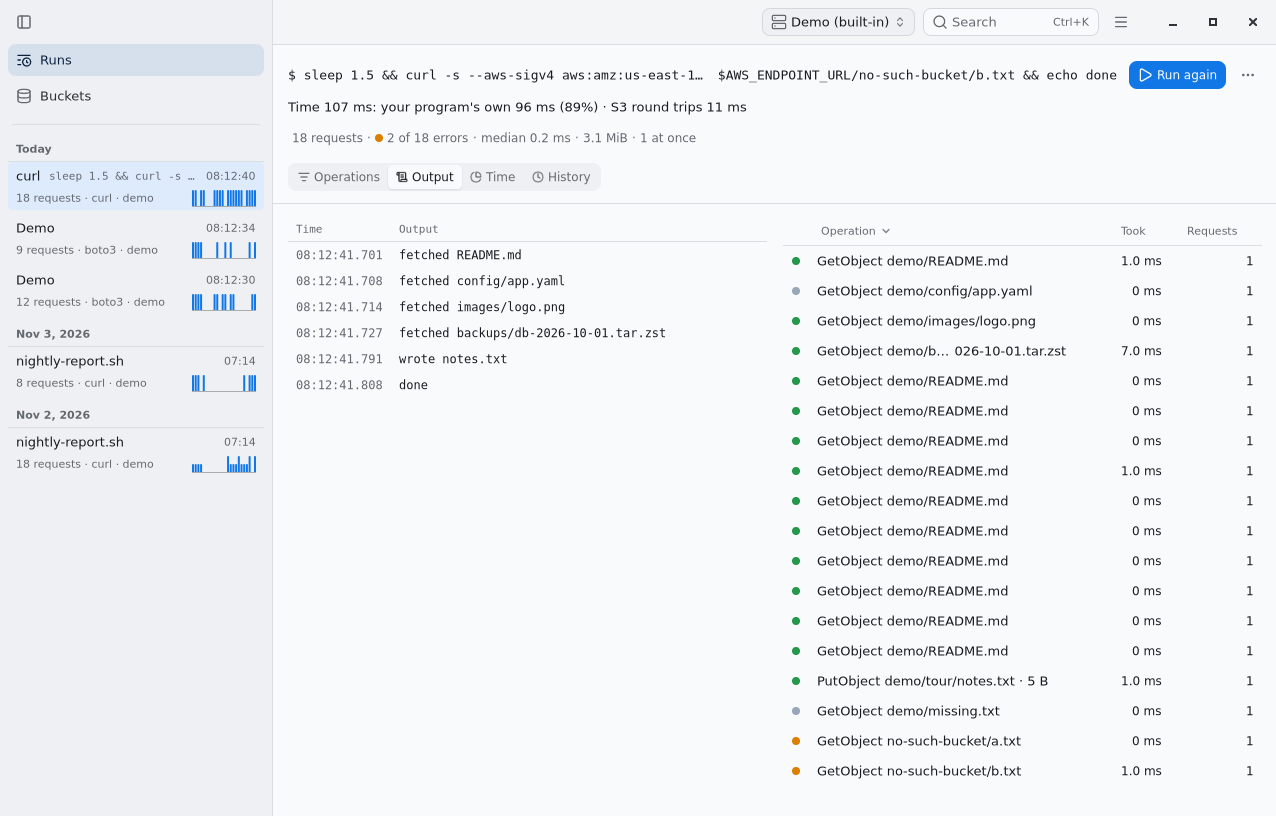 Demo (built-in)
Search
Ctrl+K
Runs
Buckets
Today
curl sleep 1.5 && curl -s … 08:12:40
18 requests · curl · demo
Demo 08:12:34
9 requests · boto3 · demo
Demo 08:12:30
12 requests · boto3 · demo
Nov 3, 2026
nightly-report.sh 07:14
8 requests · curl · demo
Nov 2, 2026
nightly-report.sh 07:14
18 requests · curl · demo
$ sleep 1.5 && curl -s --aws-sigv4 aws:amz:us-east-1… $AWS_ENDPOINT_URL/no-such-bucket/b.txt && echo done
Run again
Time 107 ms: your program's own 96 ms (89%) · S3 round trips 11 ms
18 requests · 2 of 18 errors · median 0.2 ms · 3.1 MiB · 1 at once
Operations Output Time History
Time Output
08:12:41.701 fetched README.md
08:12:41.708 fetched config/app.yaml
08:12:41.714 fetched images/logo.png
08:12:41.727 fetched backups/db-2026-10-01.tar.zst
08:12:41.791 wrote notes.txt
08:12:41.808 done
Operation Took Requests
GetObject demo/README.md 1.0 ms 1
GetObject demo/config/app.yaml 0 ms 1
GetObject demo/images/logo.png 0 ms 1
GetObject demo/b… 026-10-01.tar.zst 7.0 ms 1
GetObject demo/README.md 0 ms 1
GetObject demo/README.md 0 ms 1
GetObject demo/README.md 0 ms 1
GetObject demo/README.md 1.0 ms 1
GetObject demo/README.md 0 ms 1
GetObject demo/README.md 0 ms 1
GetObject demo/README.md 0 ms 1
GetObject demo/README.md 0 ms 1
GetObject demo/README.md 0 ms 1
GetObject demo/README.md 0 ms 1
PutObject demo/tour/notes.txt · 5 B 1.0 ms 1
GetObject demo/missing.txt 0 ms 1
GetObject no-such-bucket/a.txt 0 ms 1
GetObject no-such-bucket/b.txt 1.0 ms 1